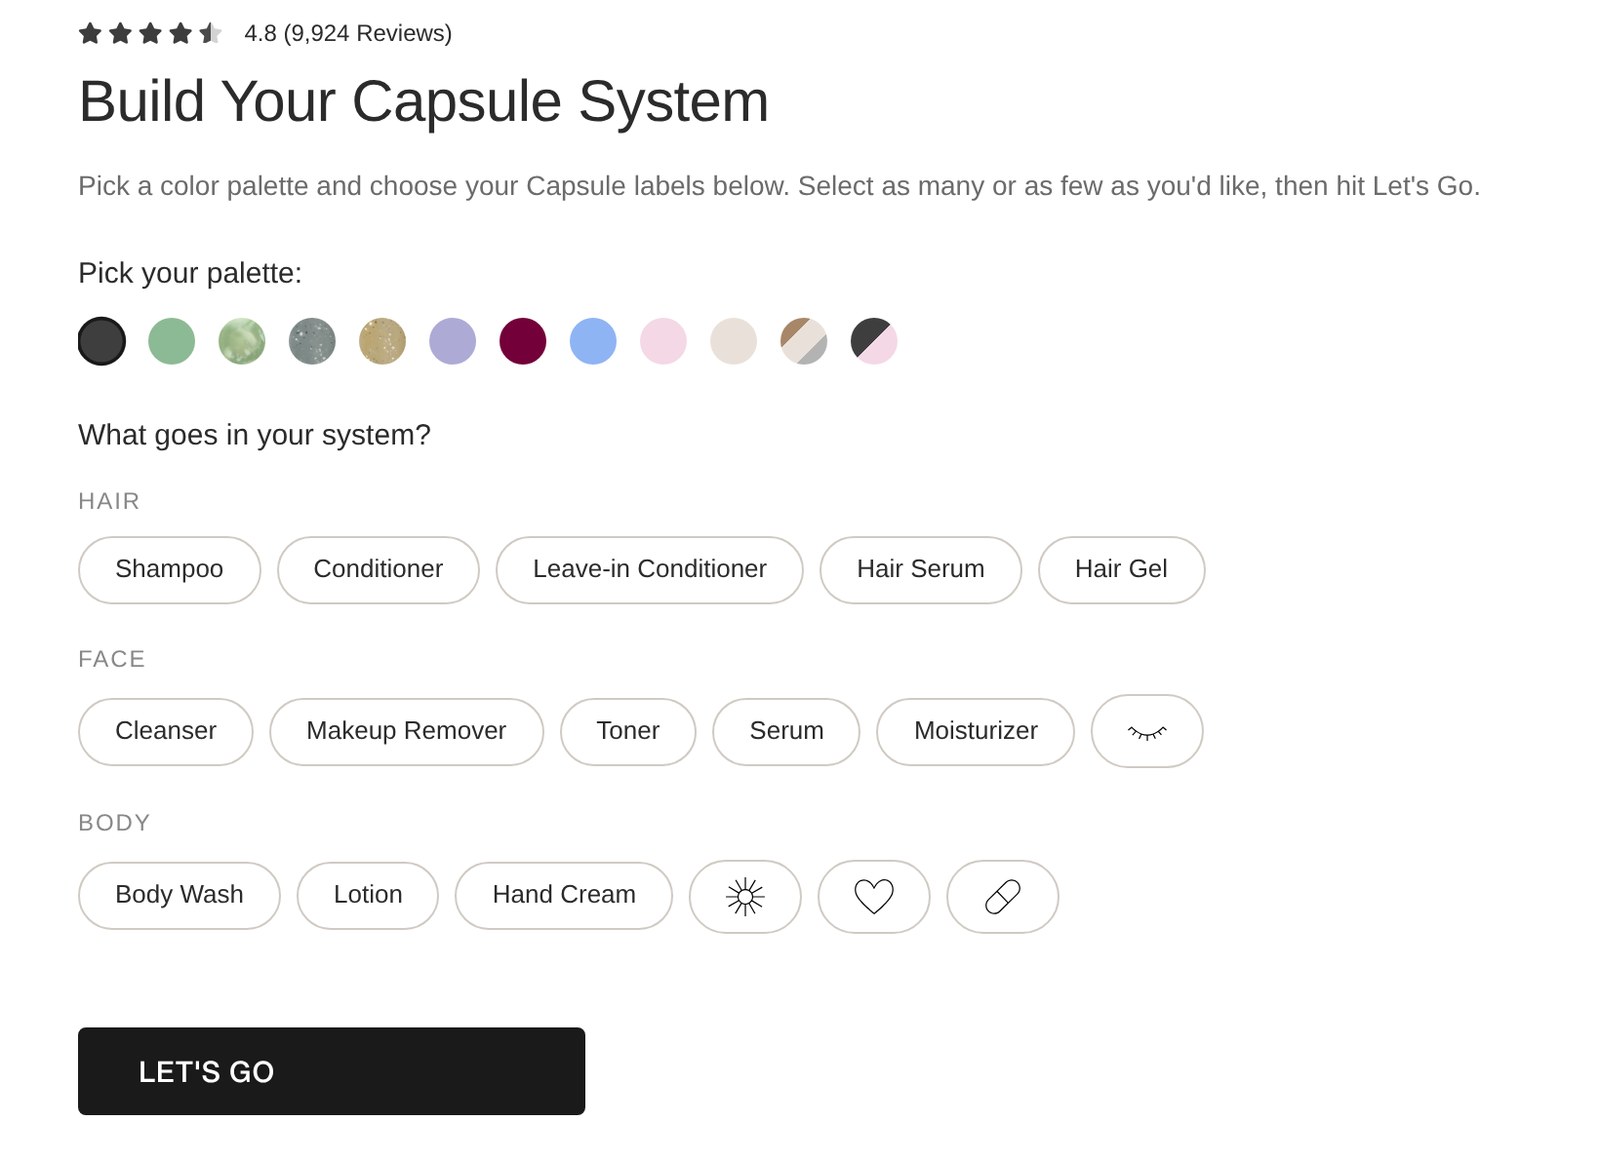 4.8 (9,924 Reviews)
Build Your Capsule System
Pick a color palette and choose your Capsule labels below. Select as many or as few as you'd like, then hit Let's Go.
Pick your palette:
What goes in your system?
HAIR
Shampoo Conditioner Leave-in Conditioner Hair Serum Hair Gel
FACE
Cleanser Makeup Remover Toner Serum Moisturizer
BODY
Body Wash Lotion Hand Cream
LET'S GO